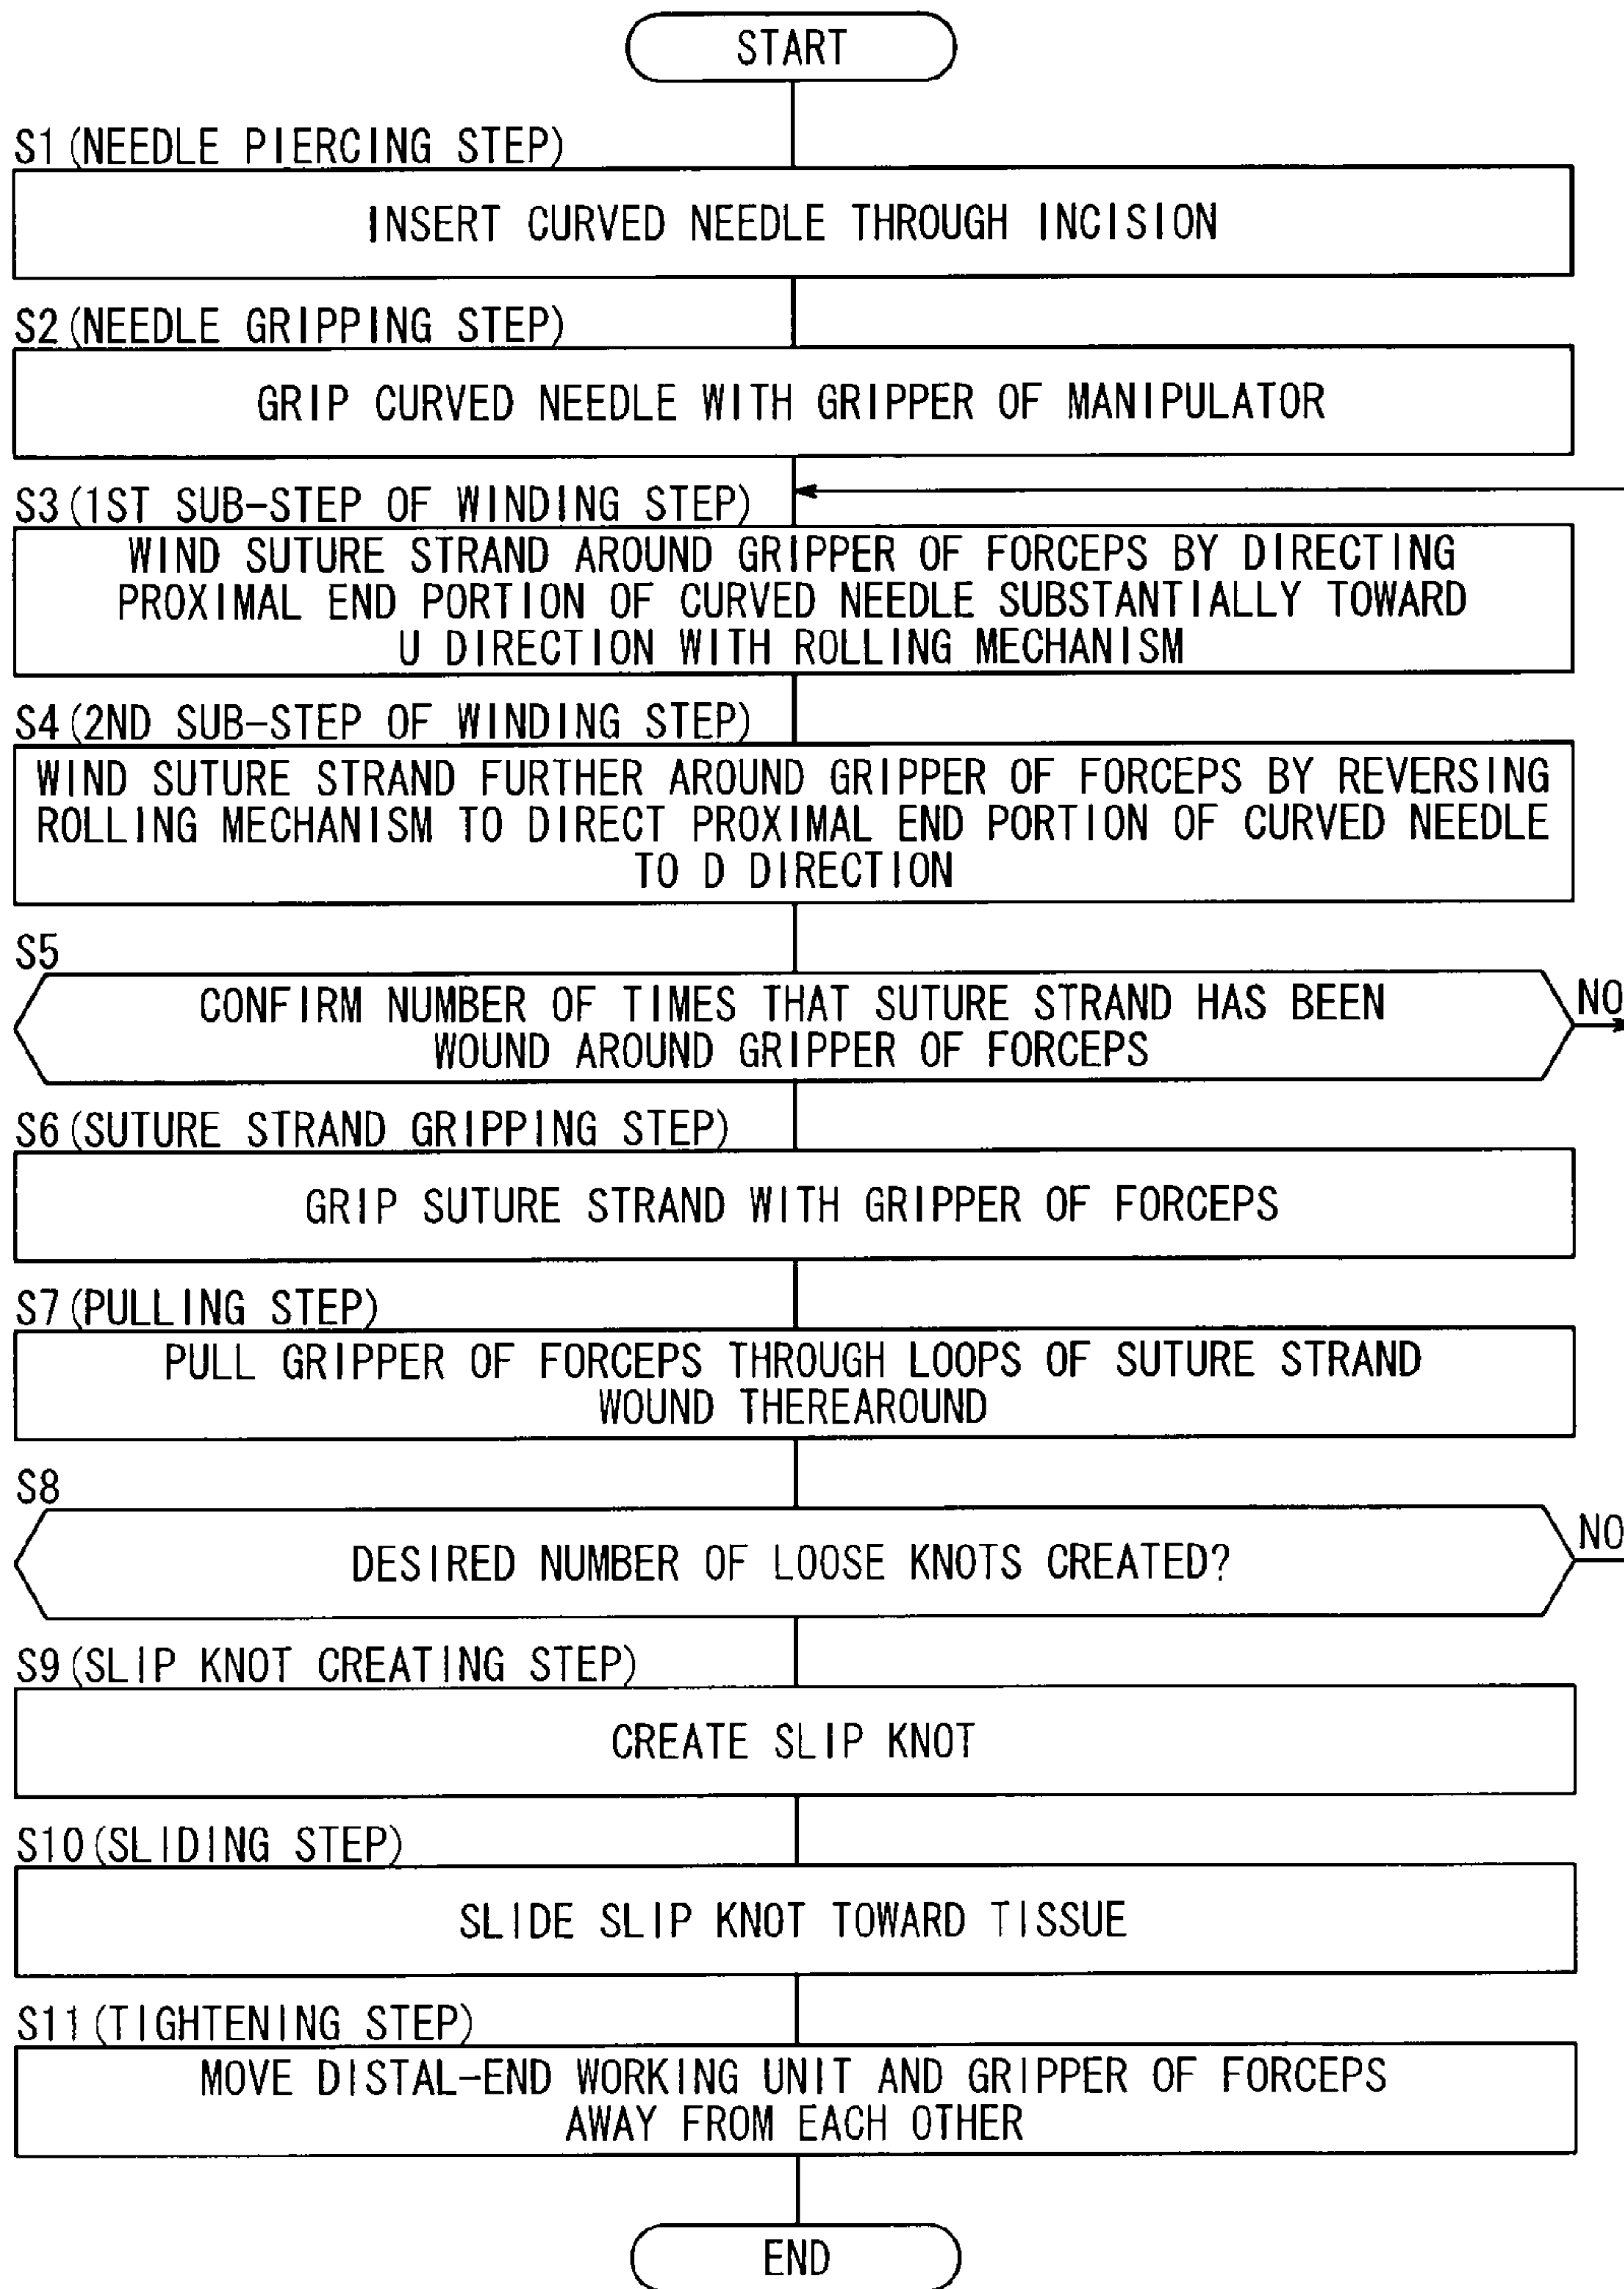 START
S1(NEEDLE PIERCING STEP)
INSERT CURVED NEEDLE THROUGH INCISION
S2(NEEDLE GRIPPING STEP)
GRIP CURVED NEEDLE WITH GRIPPER OF MANIPULATOR
S3(1ST SUB-STEP OF WINDING STEP)
WIND SUTURE STRAND AROUND GRIPPER OF FORCEPS BY DIRECTING
PROXIMAL END PORTION OF CURVED NEEDLE SUBSTANTIALLY TOWARD
U DIRECTION WITH ROLLING MECHANISM
S4(2ND SUB-STEP OF WINDING STEP)
WIND SUTURE STRAND FURTHER AROUND GRIPPER OF FORCEPS BY REVERSING
ROLLING MECHANISM TO DIRECT PROXIMAL END PORTION OF CURVED NEEDLE
TO D DIRECTION
S5
CONFIRM NUMBER OF TIMES THAT SUTURE STRAND HAS BEEN
WOUND AROUND GRIPPER OF FORCEPS
NO
S6(SUTURE STRAND GRIPPING STEP)
GRIP SUTURE STRAND WITH GRIPPER OF FORCEPS
S7(PULLING STEP)
PULL GRIPPER OF FORCEPS THROUGH LOOPS OF SUTURE STRAND
WOUND THEREAROUND
S8
DESIRED NUMBER OF LOOSE KNOTS CREATED?
NO
S9(SLIP KNOT CREATING STEP)
CREATE SLIP KNOT
S10(SLIDING STEP)
SLIDE SLIP KNOT TOWARD TISSUE
S11(TIGHTENING STEP)
MOVE DISTAL-END WORKING UNIT AND GRIPPER OF FORCEPS
AWAY FROM EACH OTHER
END